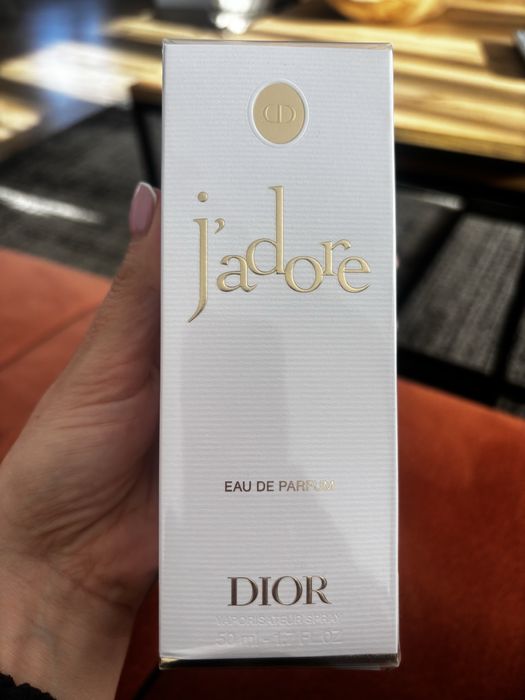 CD
j'adore
EAU DE PARFUM
DIOR
VAPORISATEUR SPRAY
50 ml - 1.7 FL.OZ